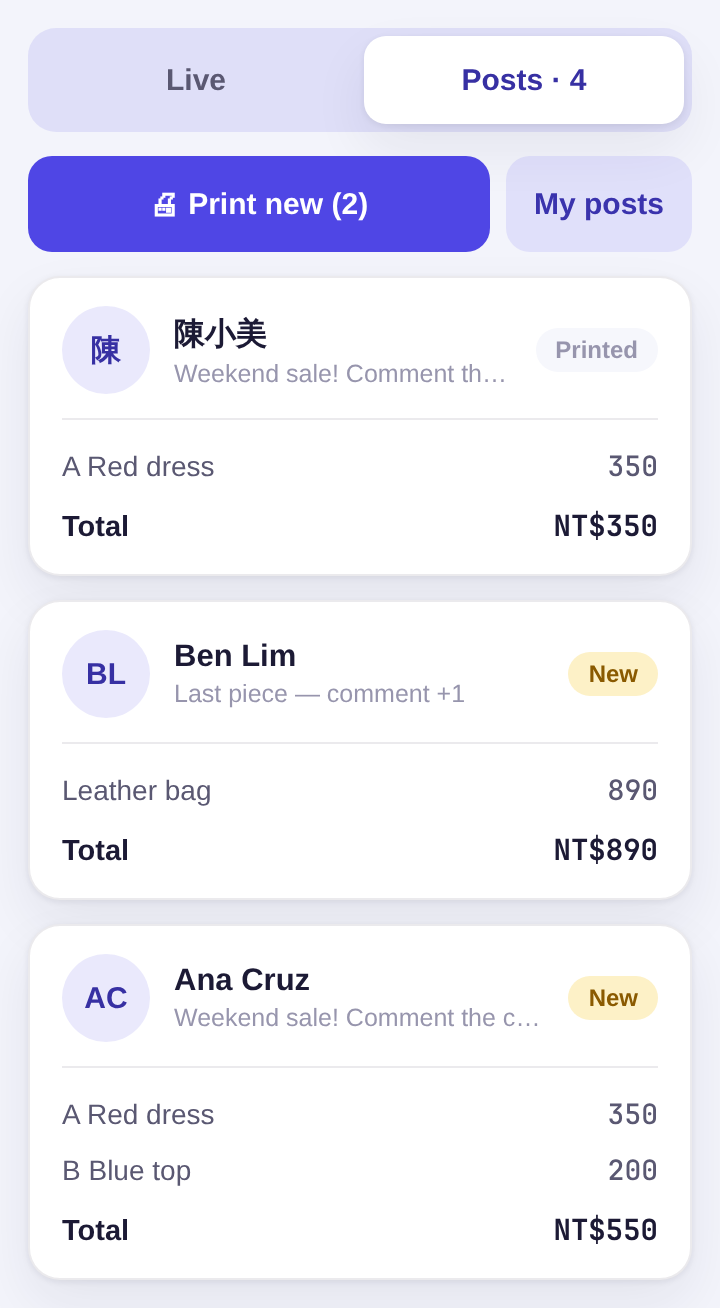 Live
Posts · 4
🖨 Print new (2)
My posts
陳
陳小美
Weekend sale! Comment th…
Printed
A Red dress 350
Total NT$350
BL
Ben Lim
Last piece — comment +1
New
Leather bag 890
Total NT$890
AC
Ana Cruz
Weekend sale! Comment the c…
New
A Red dress 350
B Blue top 200
Total NT$550